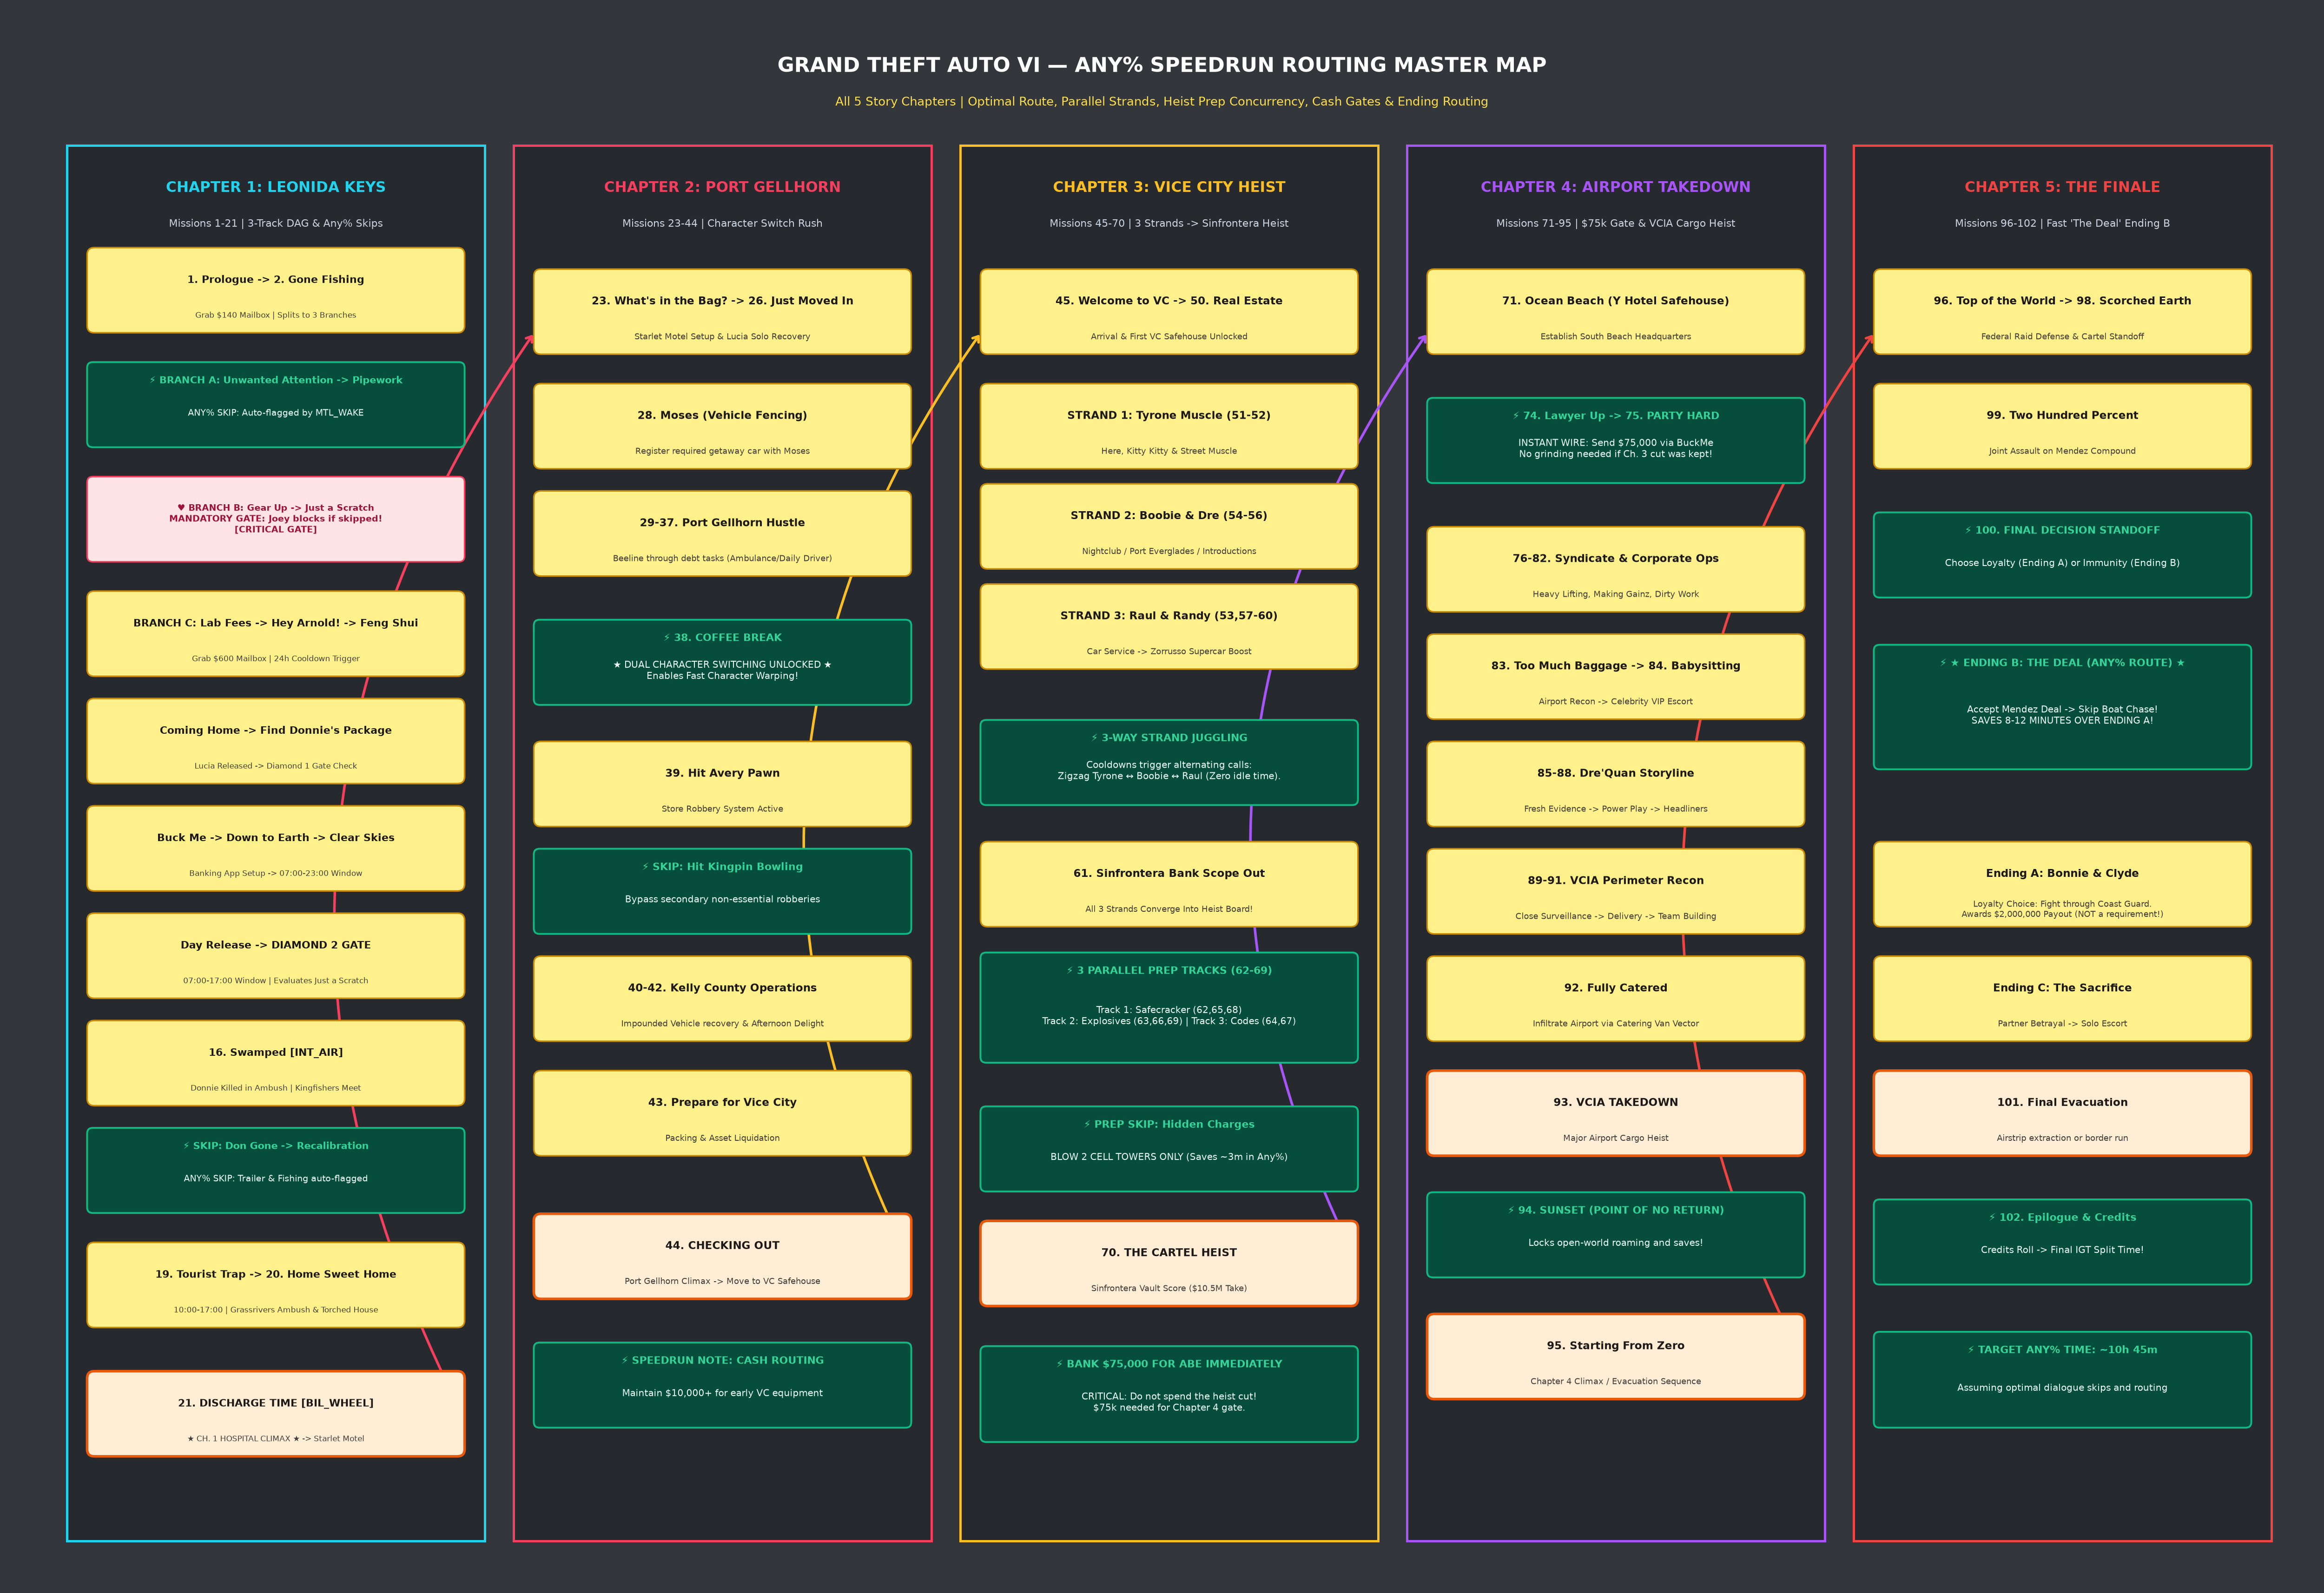 GRAND THEFT AUTO VI — ANY% SPEEDRUN ROUTING MASTER MAP
All 5 Story Chapters | Optimal Route, Parallel Strands, Heist Prep Concurrency, Cash Gates & Ending Routing
CHAPTER 1: LEONIDA KEYS
Missions 1-21 | 3-Track DAG & Any% Skips
1. Prologue -> 2. Gone Fishing
Grab $140 Mailbox | Splits to 3 Branches
⚡ BRANCH A: Unwanted Attention -> Pipework
ANY% SKIP: Auto-flagged by MTL_WAKE
♥ BRANCH B: Gear Up -> Just a Scratch
MANDATORY GATE: Joey blocks if skipped!
[CRITICAL GATE]
BRANCH C: Lab Fees -> Hey Arnold! -> Feng Shui
Grab $600 Mailbox | 24h Cooldown Trigger
Coming Home -> Find Donnie's Package
Lucia Released -> Diamond 1 Gate Check
Buck Me -> Down to Earth -> Clear Skies
Banking App Setup -> 07:00-23:00 Window
Day Release -> DIAMOND 2 GATE
07:00-17:00 Window | Evaluates Just a Scratch
16. Swamped [INT_AIR]
Donnie Killed in Ambush | Kingfishers Meet
⚡ SKIP: Don Gone -> Recalibration
ANY% SKIP: Trailer & Fishing auto-flagged
19. Tourist Trap -> 20. Home Sweet Home
10:00-17:00 | Grassrivers Ambush & Torched House
21. DISCHARGE TIME [BIL_WHEEL]
★ CH. 1 HOSPITAL CLIMAX ★ -> Starlet Motel
CHAPTER 2: PORT GELLHORN
Missions 23-44 | Character Switch Rush
23. What's in the Bag? -> 26. Just Moved In
Starlet Motel Setup & Lucia Solo Recovery
28. Moses (Vehicle Fencing)
Register required getaway car with Moses
29-37. Port Gellhorn Hustle
Beeline through debt tasks (Ambulance/Daily Driver)
⚡ 38. COFFEE BREAK
★ DUAL CHARACTER SWITCHING UNLOCKED ★
Enables Fast Character Warping!
39. Hit Avery Pawn
Store Robbery System Active
⚡ SKIP: Hit Kingpin Bowling
Bypass secondary non-essential robberies
40-42. Kelly County Operations
Impounded Vehicle recovery & Afternoon Delight
43. Prepare for Vice City
Packing & Asset Liquidation
44. CHECKING OUT
Port Gellhorn Climax -> Move to VC Safehouse
⚡ SPEEDRUN NOTE: CASH ROUTING
Maintain $10,000+ for early VC equipment
CHAPTER 3: VICE CITY HEIST
Missions 45-70 | 3 Strands -> Sinfrontera Heist
45. Welcome to VC -> 50. Real Estate
Arrival & First VC Safehouse Unlocked
STRAND 1: Tyrone Muscle (51-52)
Here, Kitty Kitty & Street Muscle
STRAND 2: Boobie & Dre (54-56)
Nightclub / Port Everglades / Introductions
STRAND 3: Raul & Randy (53,57-60)
Car Service -> Zorrusso Supercar Boost
⚡ 3-WAY STRAND JUGGLING
Cooldowns trigger alternating calls:
Zigzag Tyrone ↔ Boobie ↔ Raul (Zero idle time).
61. Sinfrontera Bank Scope Out
All 3 Strands Converge Into Heist Board!
⚡ 3 PARALLEL PREP TRACKS (62-69)
Track 1: Safecracker (62,65,68)
Track 2: Explosives (63,66,69) | Track 3: Codes (64,67)
⚡ PREP SKIP: Hidden Charges
BLOW 2 CELL TOWERS ONLY (Saves ~3m in Any%)
70. THE CARTEL HEIST
Sinfrontera Vault Score ($10.5M Take)
⚡ BANK $75,000 FOR ABE IMMEDIATELY
CRITICAL: Do not spend the heist cut!
$75k needed for Chapter 4 gate.
CHAPTER 4: AIRPORT TAKEDOWN
Missions 71-95 | $75k Gate & VCIA Cargo Heist
71. Ocean Beach (Y Hotel Safehouse)
Establish South Beach Headquarters
⚡ 74. Lawyer Up -> 75. PARTY HARD
INSTANT WIRE: Send $75,000 via BuckMe
No grinding needed if Ch. 3 cut was kept!
76-82. Syndicate & Corporate Ops
Heavy Lifting, Making Gainz, Dirty Work
83. Too Much Baggage -> 84. Babysitting
Airport Recon -> Celebrity VIP Escort
85-88. Dre'Quan Storyline
Fresh Evidence -> Power Play -> Headliners
89-91. VCIA Perimeter Recon
Close Surveillance -> Delivery -> Team Building
92. Fully Catered
Infiltrate Airport via Catering Van Vector
93. VCIA TAKEDOWN
Major Airport Cargo Heist
⚡ 94. SUNSET (POINT OF NO RETURN)
Locks open-world roaming and saves!
95. Starting From Zero
Chapter 4 Climax / Evacuation Sequence
CHAPTER 5: THE FINALE
Missions 96-102 | Fast 'The Deal' Ending B
96. Top of the World -> 98. Scorched Earth
Federal Raid Defense & Cartel Standoff
99. Two Hundred Percent
Joint Assault on Mendez Compound
⚡ 100. FINAL DECISION STANDOFF
Choose Loyalty (Ending A) or Immunity (Ending B)
⚡ ★ ENDING B: THE DEAL (ANY% ROUTE) ★
Accept Mendez Deal -> Skip Boat Chase!
SAVES 8-12 MINUTES OVER ENDING A!
Ending A: Bonnie & Clyde
Loyalty Choice: Fight through Coast Guard.
Awards $2,000,000 Payout (NOT a requirement!)
Ending C: The Sacrifice
Partner Betrayal -> Solo Escort
101. Final Evacuation
Airstrip extraction or border run
⚡ 102. Epilogue & Credits
Credits Roll -> Final IGT Split Time!
⚡ TARGET ANY% TIME: ~10h 45m
Assuming optimal dialogue skips and routing